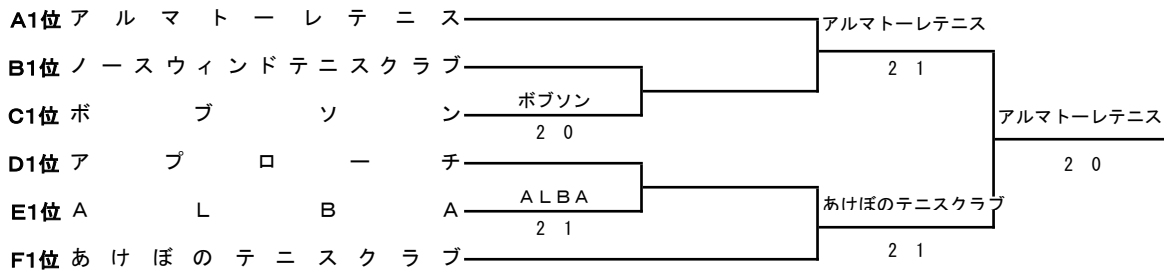 A1位 アルマトーレテニス
アルマトーレテニス
B1位 ノースウィンドテニスクラブ
2 1
ボブソン
C1位 ボブソン
アルマトーレテニス
2 0
D1位 アプローチ
2 0
ALBA
あけぼのテニスクラブ
E1位 ALBA
2 1
2 1
F1位 あけぼのテニスクラブ